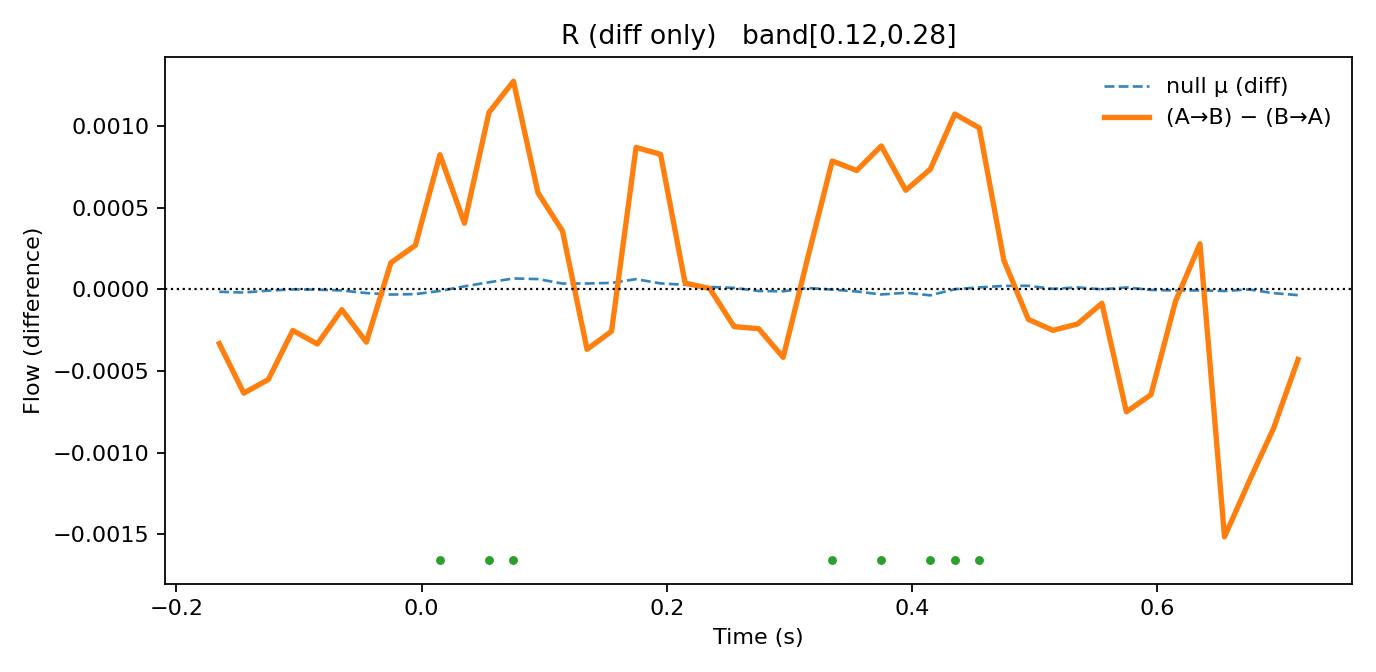 R (diff only)   band[0.12,0.28]
null μ (diff)
(A→B) − (B→A)
0.0010
0.0005
0.0000
−0.0005
−0.0010
−0.0015
Flow (difference)
−0.2
0.0
0.2
0.4
0.6
Time (s)